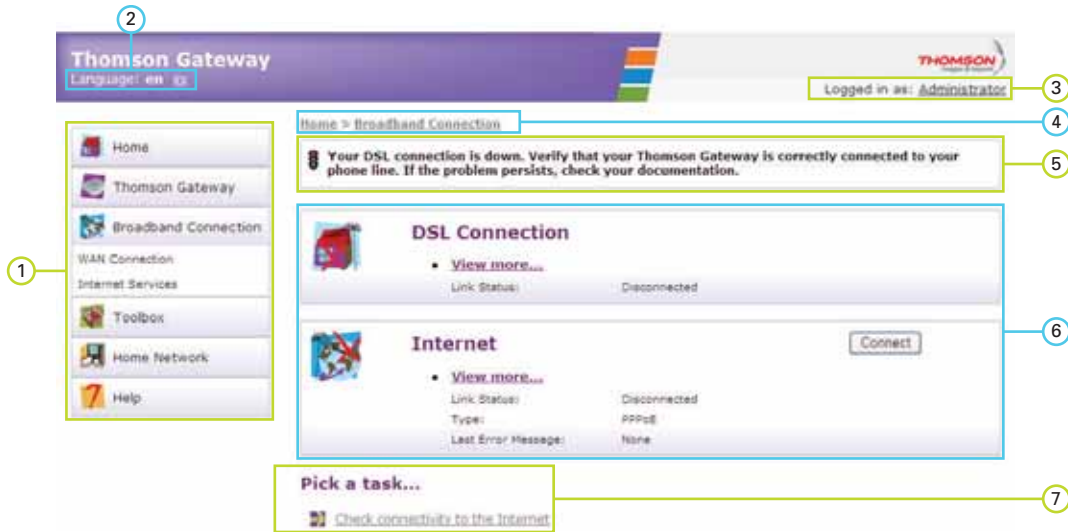 2
Thomson Gateway
Language: en
THOMSON
Logged in as: Administrator
3
Home > Broadband Connection
4
Your DSL connection is down. Verify that your Thomson Gateway is correctly connected to your
phone line. If the problem persists, check your documentation.
5
1
Home
Thomson Gateway
Broadband Connection
WAN Connection
Internet Services
Toolbox
Home Network
Help
DSL Connection
• View more...
Link Status: Disconnected
6
Internet
Connect
• View more...
Link Status: Disconnected
Type: PPPoE
Last Error Message: None
Pick a task...
Check connectivity to the Internet
7